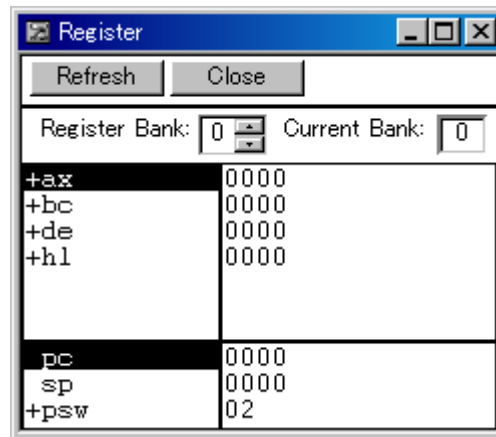 Register
Refresh Close
Register Bank: 0 Current Bank: 0
+ax 0000
+bc 0000
+de 0000
+hl 0000
pc 0000
sp 0000
+psw 02